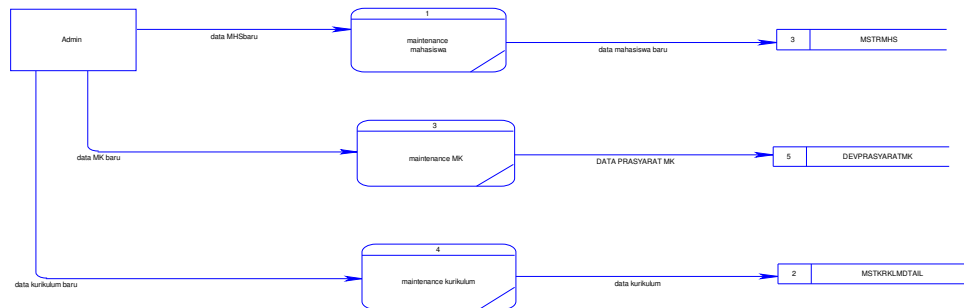 1
Admin
data MHSbaru
maintenance
mahasiswa
data mahasiswa baru
3
MSTRMHS
3
data MK baru
maintenance MK
DATA PRASYARAT MK
5
DEVPRASYARATMK
4
data kurikulum baru
maintenance kurikulum
data kurikulum
2
MSTKRKLMDTAIL